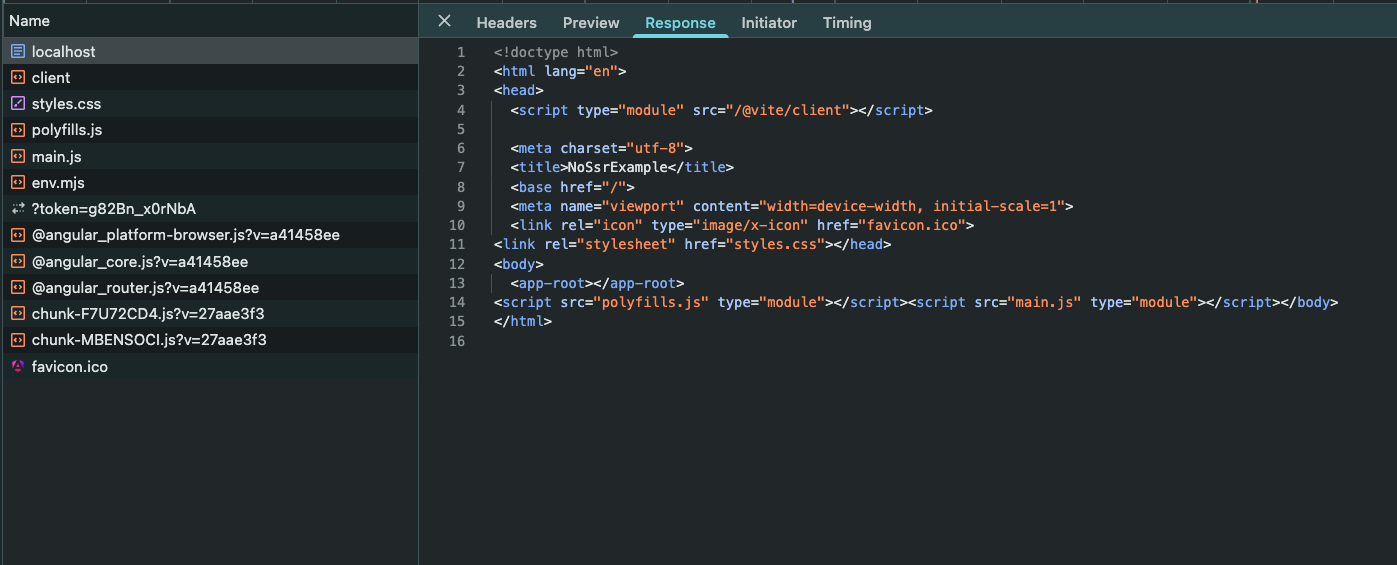 Name
localhost
client
styles.css
polyfills.js
main.js
env.mjs
?token=g82Bn_x0rNbA
@angular_platform-browser.js?v=a41458ee
@angular_core.js?v=a41458ee
@angular_router.js?v=a41458ee
chunk-F7U72CD4.js?v=27aae3f3
chunk-MBENSOCI.js?v=27aae3f3
favicon.ico
Headers Preview Response Initiator Timing
1 <!doctype html>
2 <html lang="en">
3 <head>
4   <script type="module" src="/@vite/client"></script>
5
6   <meta charset="utf-8">
7   <title>NoSsrExample</title>
8   <base href="/">
9   <meta name="viewport" content="width=device-width, initial-scale=1">
10   <link rel="icon" type="image/x-icon" href="favicon.ico">
11 <link rel="stylesheet" href="styles.css"></head>
12 <body>
13   <app-root></app-root>
14 <script src="polyfills.js" type="module"></script><script src="main.js" type="module"></script></body>
15 </html>
16